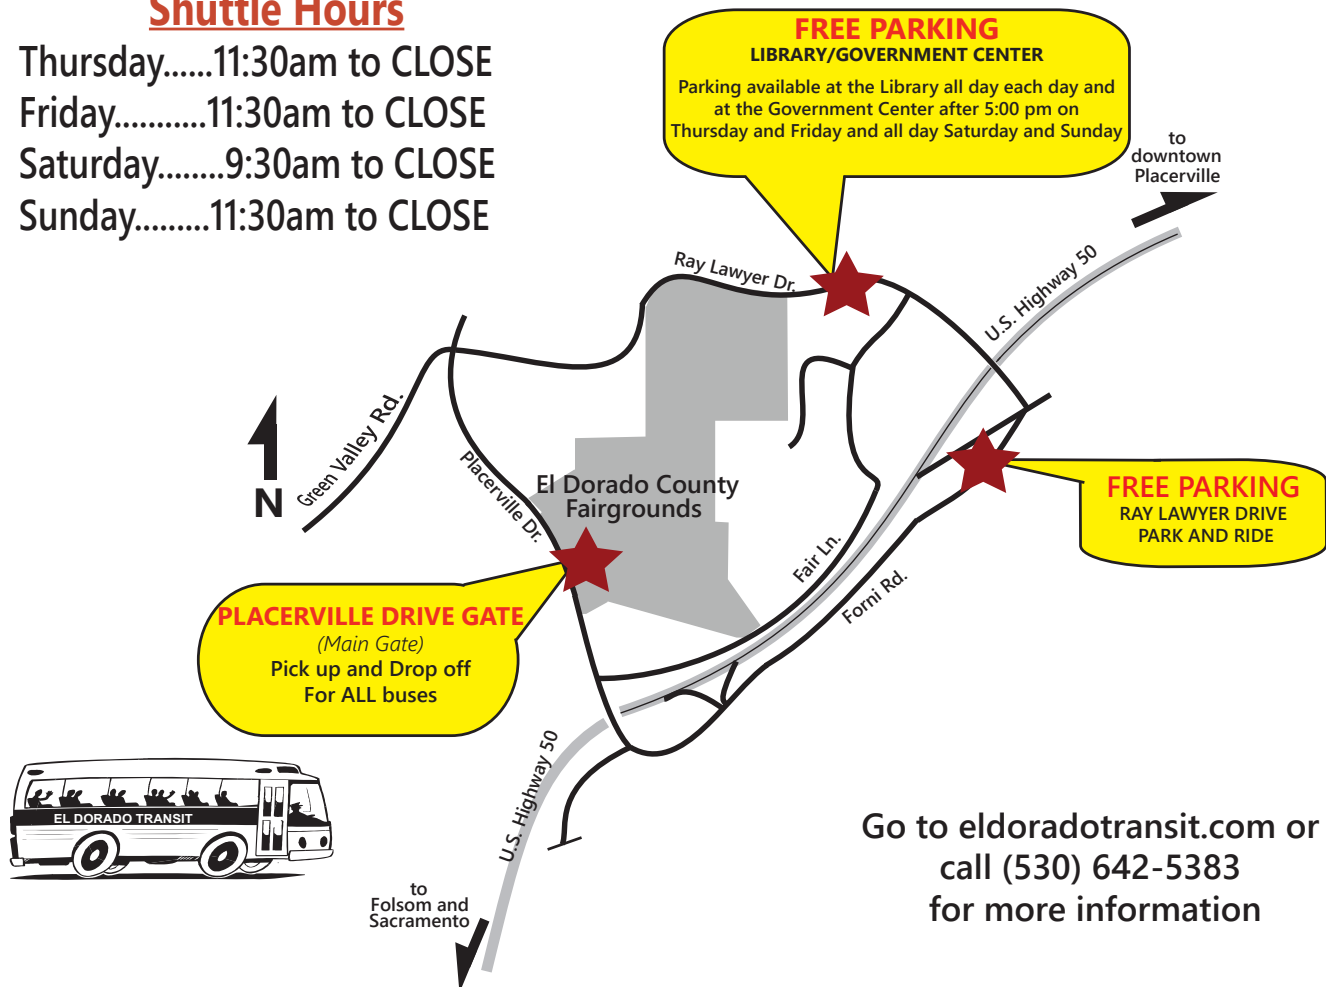 Shuttle Hours
Thursday......11:30am to CLOSE
Friday...........11:30am to CLOSE
Saturday........9:30am to CLOSE
Sunday.........11:30am to CLOSE
FREE PARKING
LIBRARY/GOVERNMENT CENTER
Parking available at the Library all day each day and
at the Government Center after 5:00 pm on
Thursday and Friday and all day Saturday and Sunday
to
downtown
Placerville
Ray Lawyer Dr.
U.S. Highway 50
Green Valley Rd.
N
Placerville Dr.
El Dorado County
Fairgrounds
FREE PARKING
RAY LAWYER DRIVE
PARK AND RIDE
Fair Ln.
Forni Rd.
PLACERVILLE DRIVE GATE
(Main Gate)
Pick up and Drop off
For ALL buses
U.S. Highway 50
EL DORADO TRANSIT
to
Folsom and
Sacramento
Go to eldoradotransit.com or
call (530) 642-5383
for more information